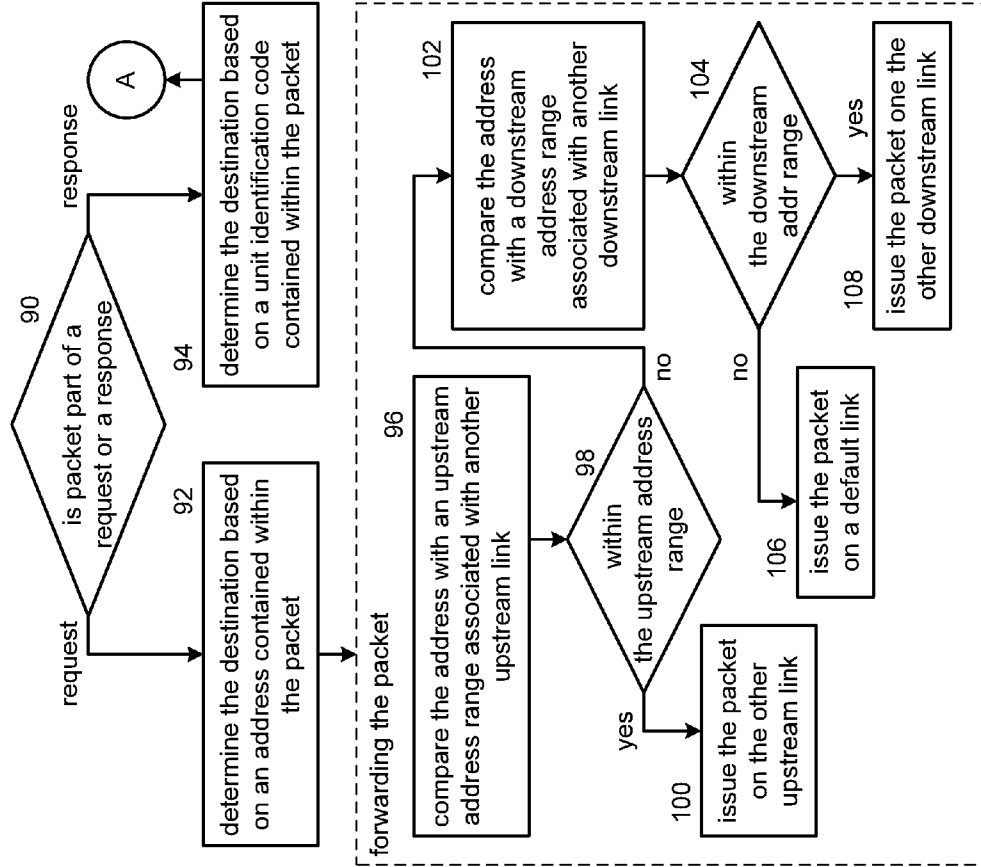 90
is packet part of a
request or a response
request
response
92
determine the destination based
on an address contained within
the packet
94
determine the destination based
on a unit identification code
contained within the packet
A
forwarding the packet
96
compare the address with an upstream
address range associated with another
upstream link
98
within
the upstream address
range
yes
no
100
issue the packet
on the other
upstream link
102
compare the address
with a downstream
address range
associated with another
downstream link
104
within
the downstream
addr range
no
yes
106
issue the packet
on a default link
108
issue the packet one the
other downstream link